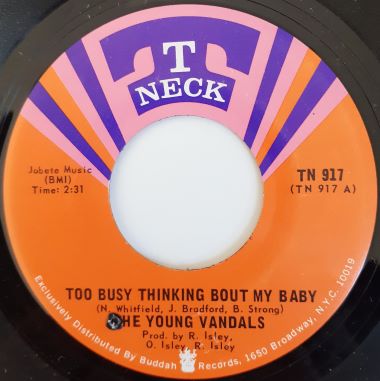 T
NECK
Jobete Music
(BMI)
Time: 2:31
TN 917
(TN 917 A)
TOO BUSY THINKING BOUT MY BABY
(N. Whitfield, J. Bradford, B. Strong)
HE YOUNG VANDALS
Prod. by R. Isley,
O. Isley, R. Isley
Exclusively Distributed By Buddah Records, 1650 Broadway, N.Y.C. 10019